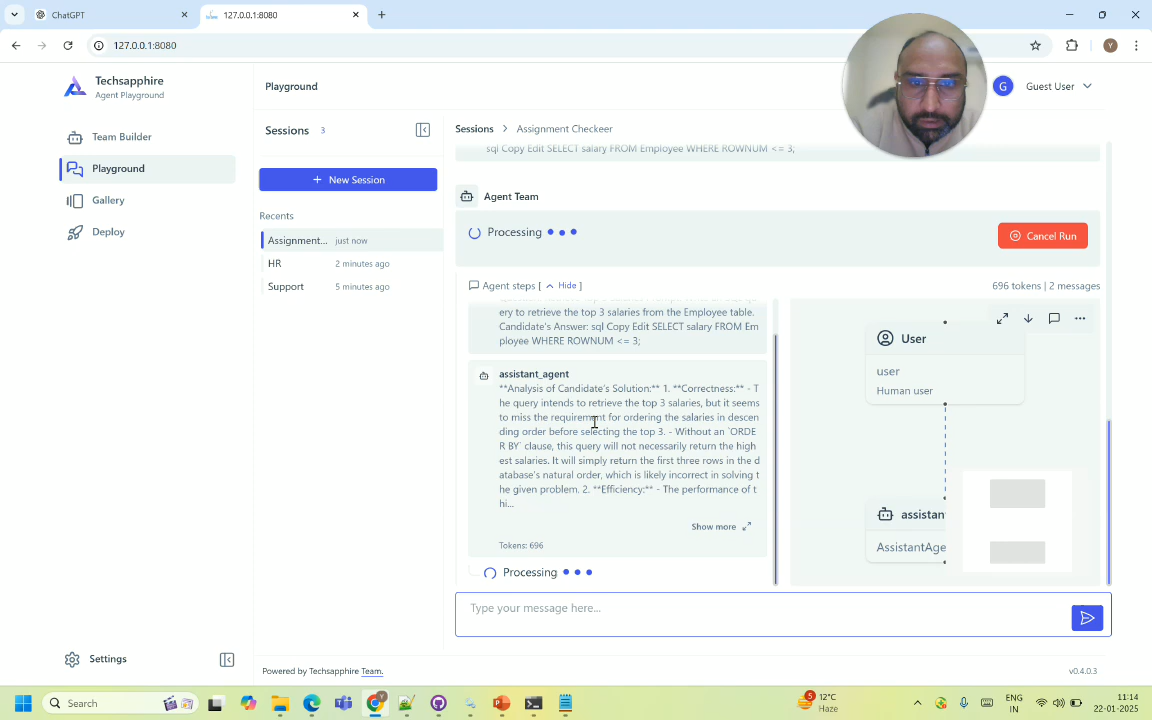 ChatGPT
127.0.0.1:8080
127.0.0.1:8080
Y
Techsapphire
Agent Playground
Team Builder
Playground
Gallery
Deploy
Settings
Playground
G
Guest User
Sessions 3
New Session
Recents
Assignment... just now
HR 2 minutes ago
Support 5 minutes ago
Sessions > Assignment Checkeer
sql Copy Edit SELECT salary FROM Employee WHERE ROWNUM <= 3;
Agent Team
Processing
Cancel Run
Agent steps [ Hide ]
696 tokens | 2 messages
ry to retrieve the top 3 salaries from the Employee table.
Candidate's Answer: sql Copy Edit SELECT salary FROM Em
ployee WHERE ROWNUM <= 3;
assistant_agent
**Analysis of Candidate's Solution:** 1. **Correctness:** - T
he query intends to retrieve the top 3 salaries, but it seems
to miss the requirement for ordering the salaries in descen
ding order before selecting the top 3. - Without an `ORDE
R BY` clause, this query will not necessarily return the high
est salaries. It will simply return the first three rows in the d
atabase's natural order, which is likely incorrect in solving t
he given problem. 2. **Efficiency:** - The performance of t
hi...
Show more
Tokens: 696
Processing
User
user
Human user
assistant
AssistantAge
Type your message here...
Powered by Techsapphire Team.
v0.4.0.3
Search
5
12°C
Haze
ENG
IN
11:14
22-01-2025